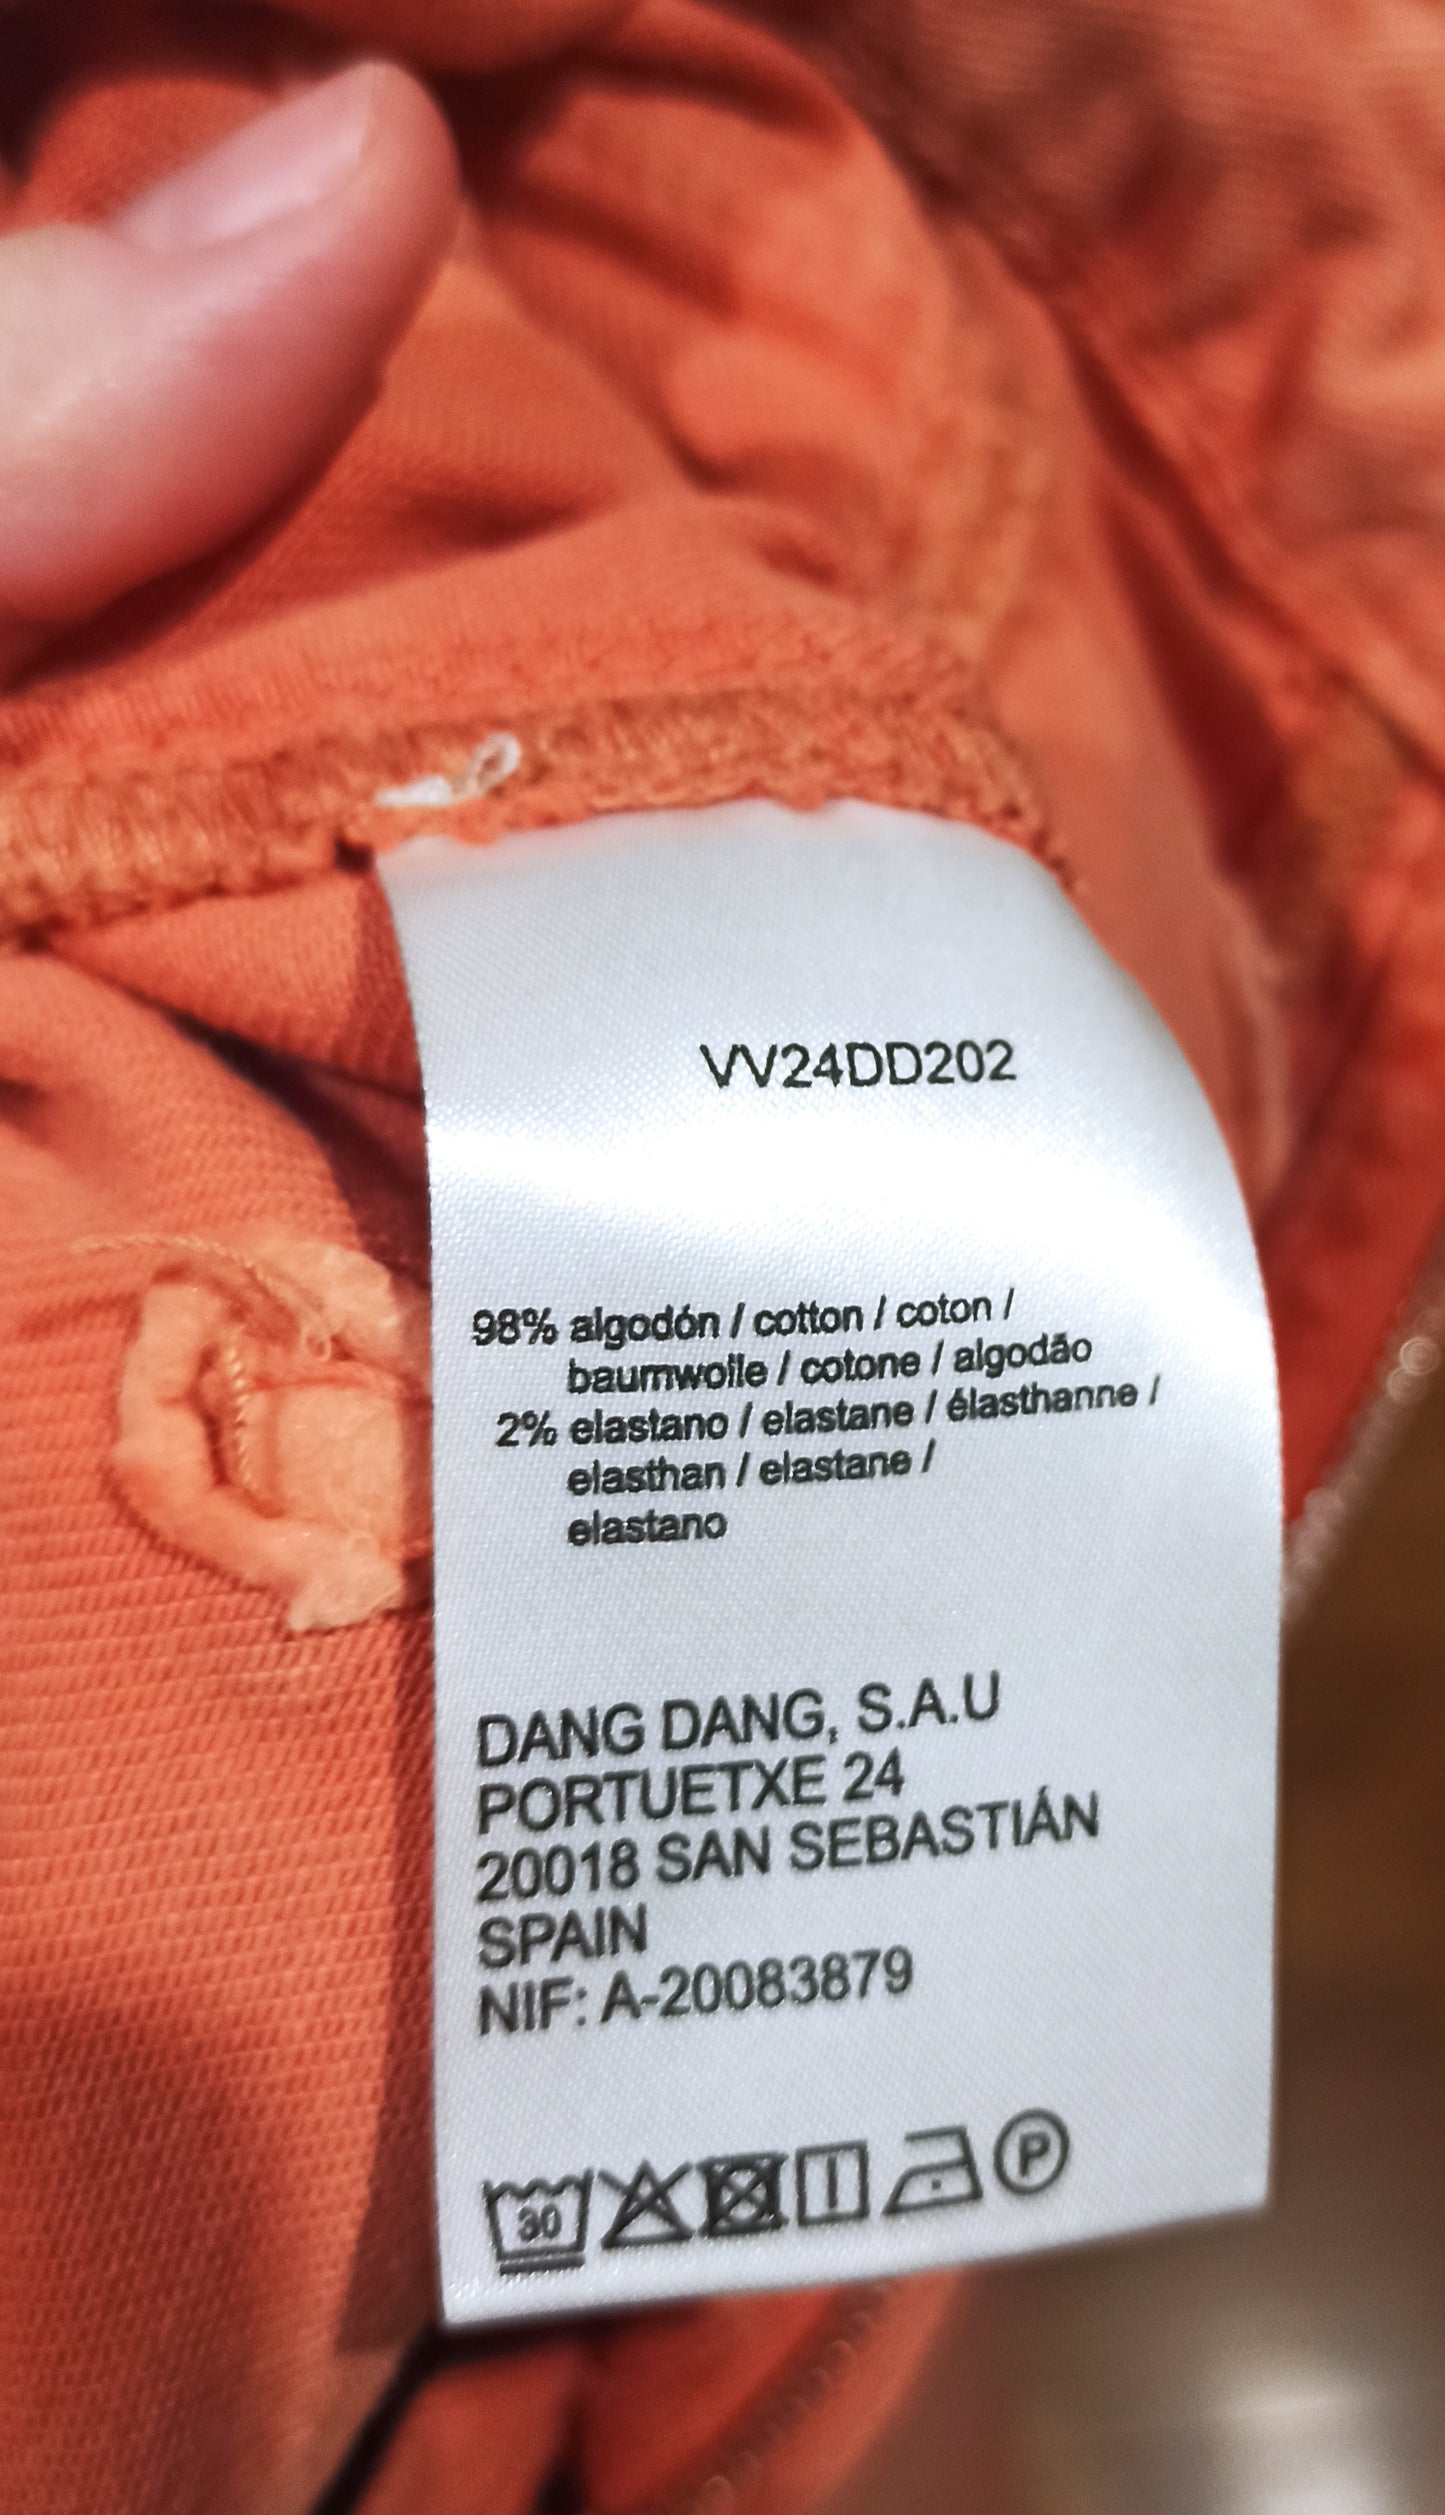 VV24DD202
98% algodón / cotton / coton /
baumwolle / cotone / algodão
2% elastano / elastane / élasthanne /
elasthan / elastane /
elastano
DANG DANG, S.A.U
PORTUETXE 24
20018 SAN SEBASTIÁN
SPAIN
NIF: A-20083879
30 P